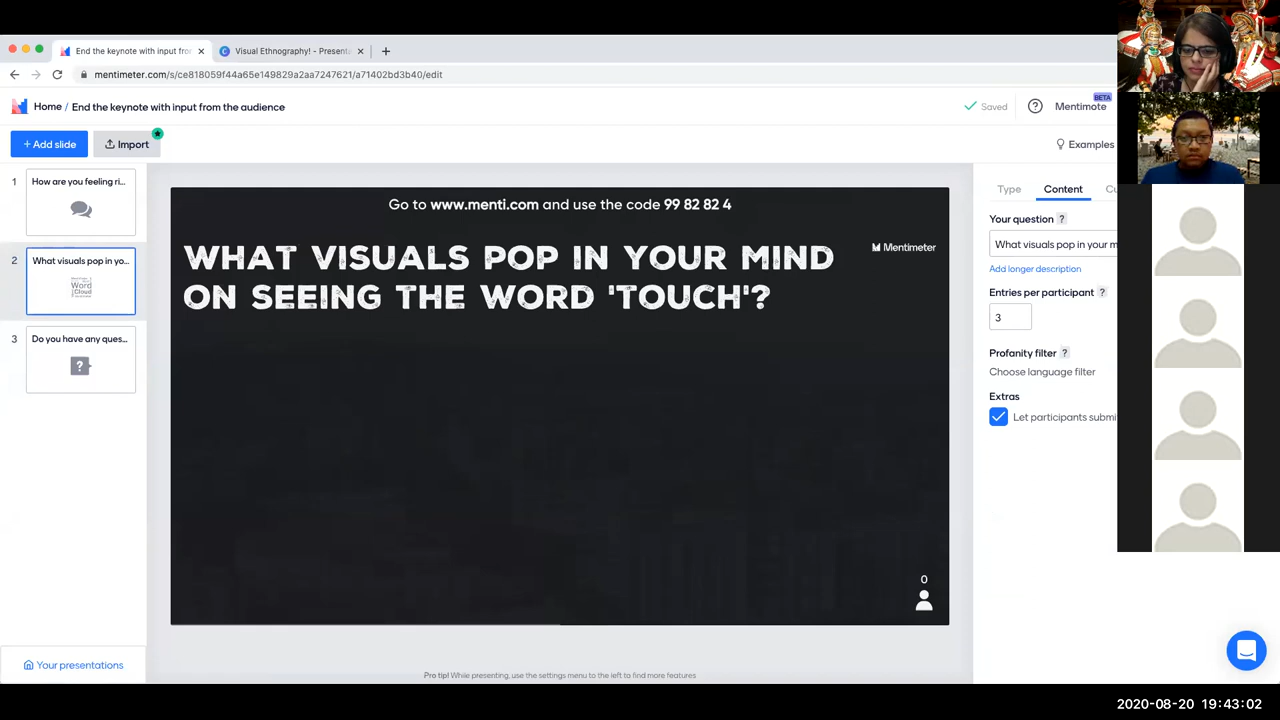 End the keynote with input fro
Visual Ethnography! - Presenta
mentimeter.com/s/ce818059f44a65e149829a2aa7247621/a71402bd3b40/edit
Home / End the keynote with input from the audience
Saved
?
Mentimote
BETA
+ Add slide
Import
Examples
1
How are you feeling ri...
2
What visuals pop in yo...
Word
Cloud
3
Do you have any ques...
?
Go to www.menti.com and use the code 99 82 82 4
WHAT VISUALS POP IN YOUR MIND
ON SEEING THE WORD 'TOUCH'?
Mentimeter
0
Type
Content
Cu
Your question ?
What visuals pop in your m
Add longer description
Entries per participant ?
3
Profanity filter ?
Choose language filter
Extras
Let participants submi
Your presentations
Pro tip! While presenting, use the settings menu to the left to find more features
2020-08-20 19:43:02